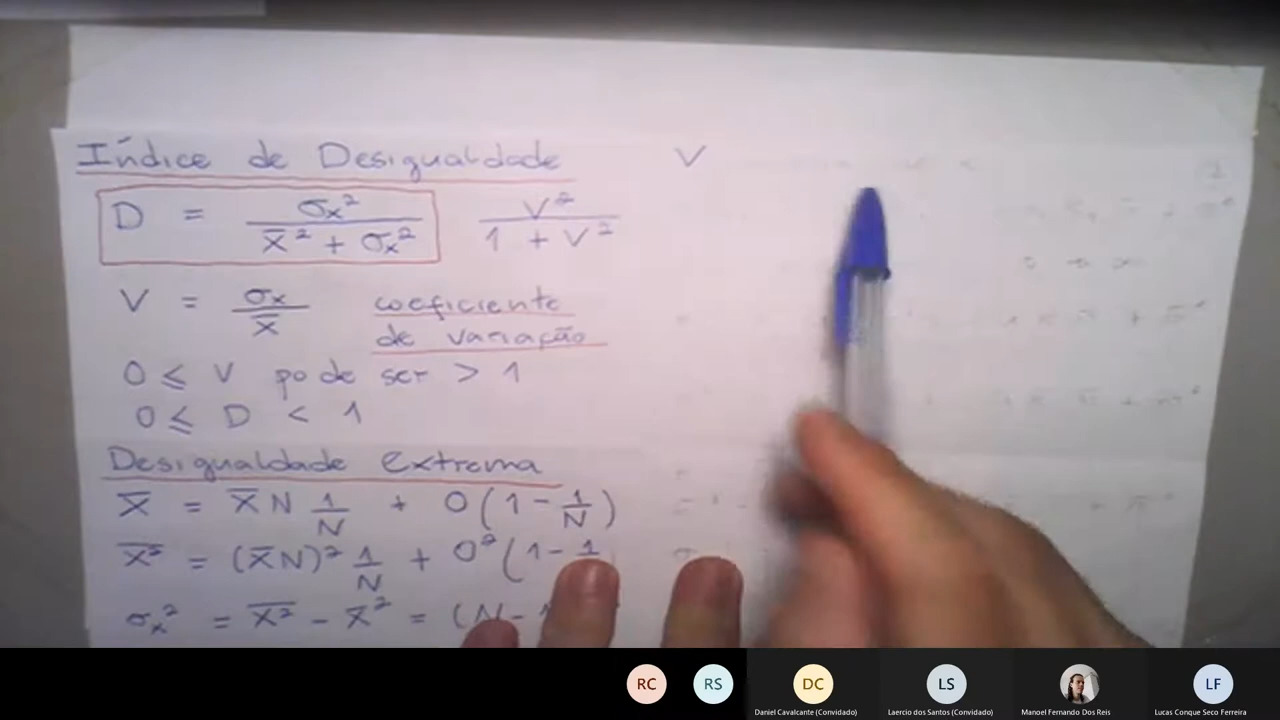 Índice de Desigualdade
V
D = σx² / (x̄² + σx²) V² / (1 + V²)
V = σx / x̄ coeficiente
de variação
0 ≤ V pode ser > 1
0 ≤ D < 1
Desigualdade Extrema
x̄ = x̄ N 1/N + 0(1 - 1/N)
x̄² = (x̄N)² 1/N + 0² (1 - 1
σx² = x̄² - x̄² = (N -
RC
RS
DC
LS
LF
Daniel Cavalcante (Convidado)
Laercio dos Santos (Convidado)
Manoel Fernando Dos Reis
Lucas Conque Seco Ferreira